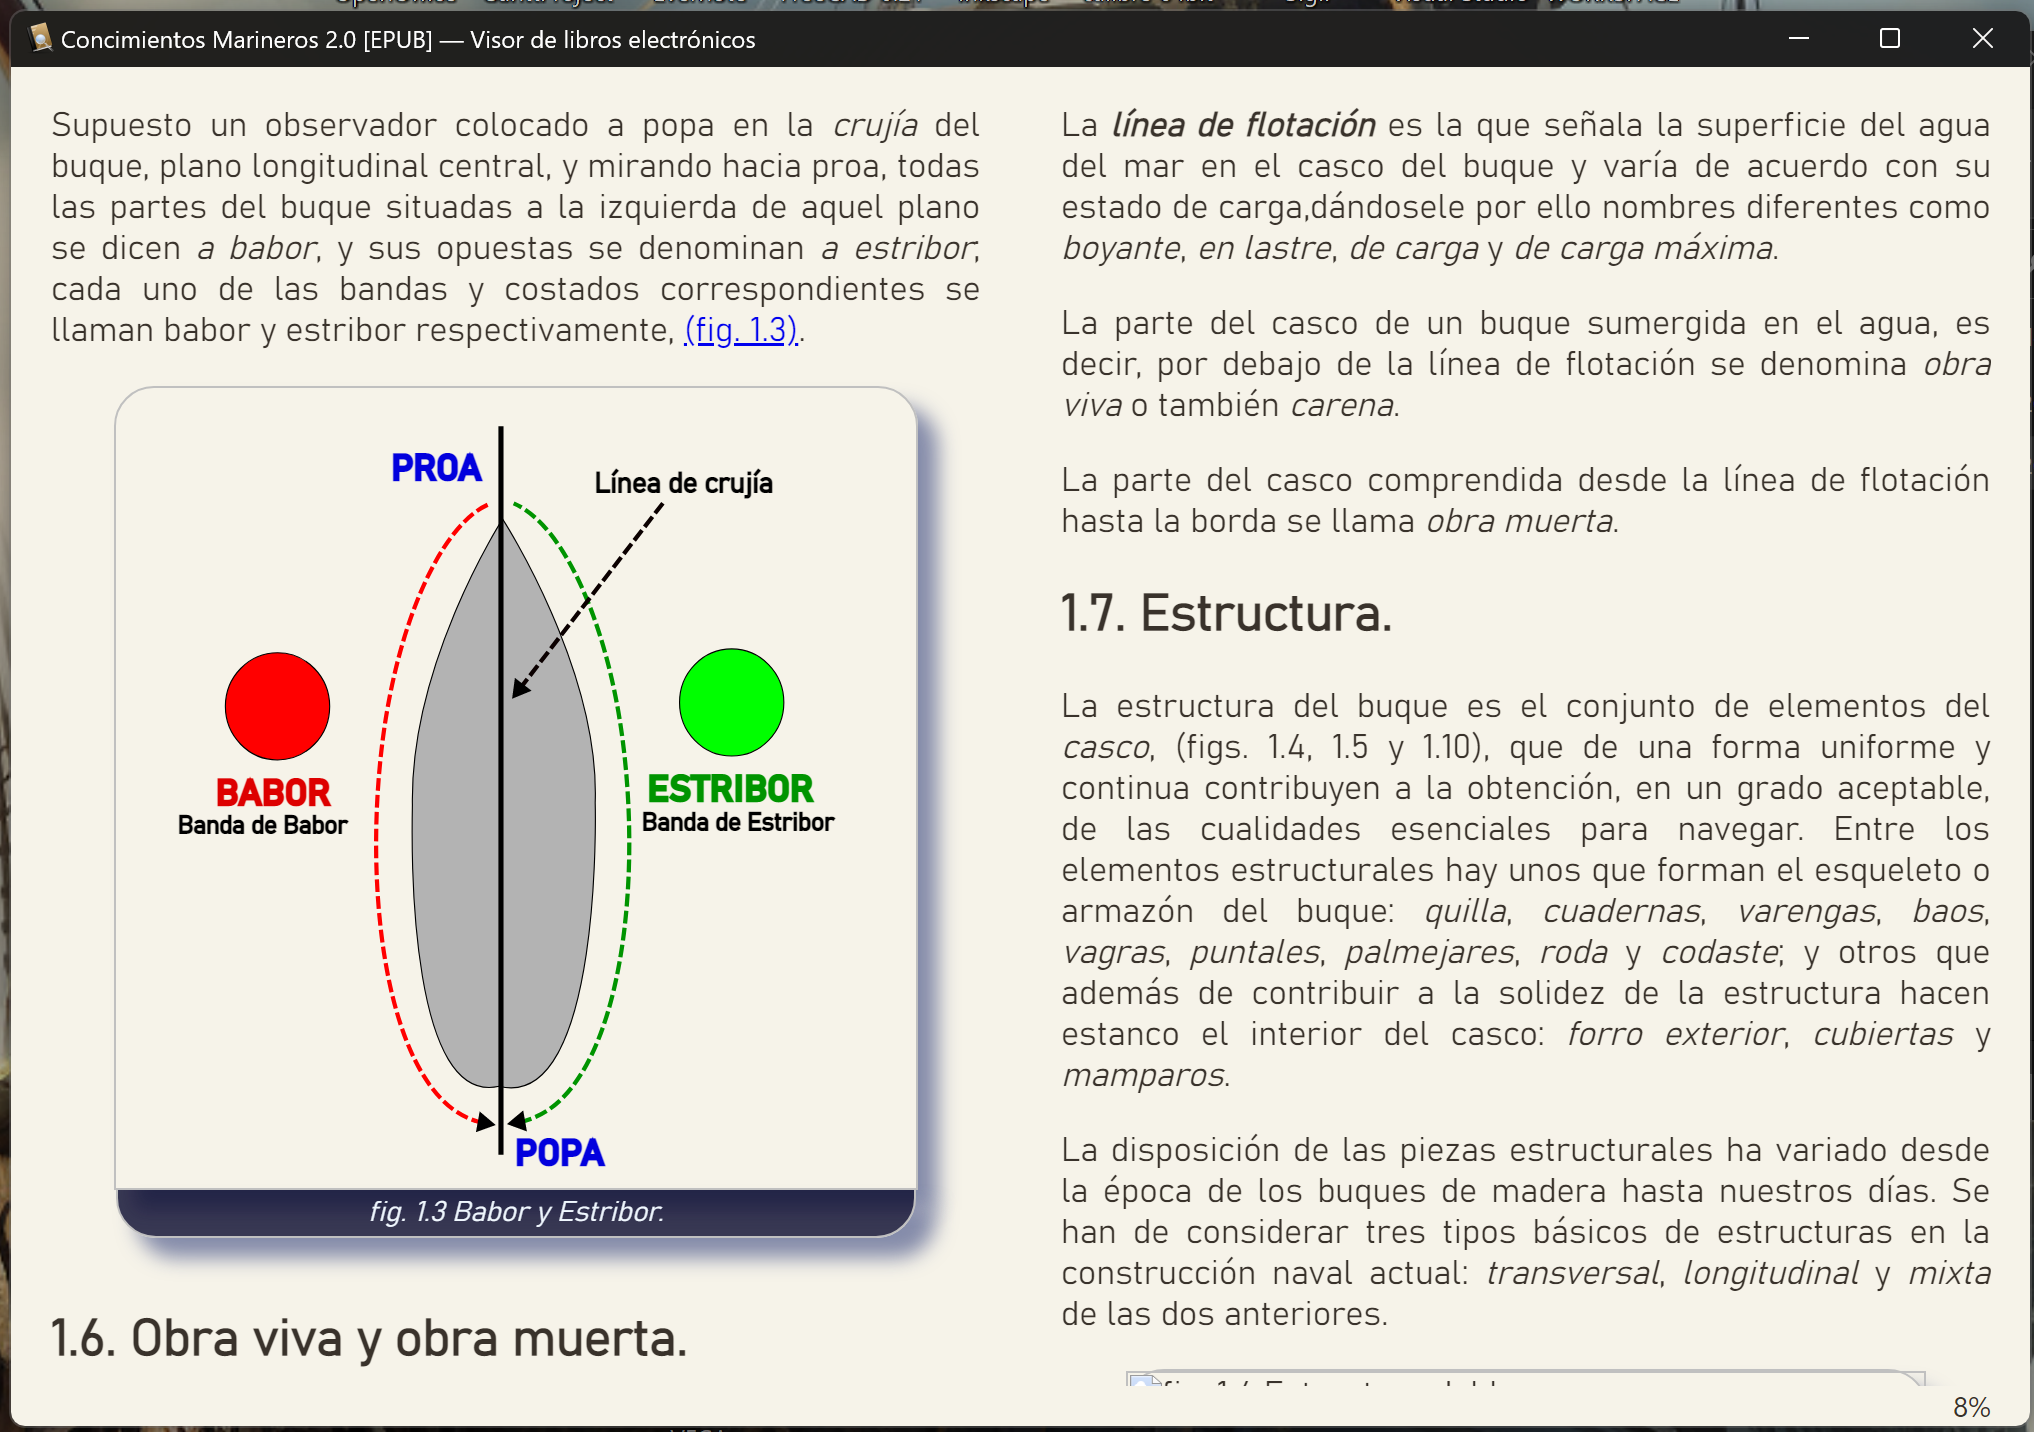 Concimientos Marineros 2.0 [EPUB] — Visor de libros electrónicos
Supuesto un observador colocado a popa en la crujía del
buque, plano longitudinal central, y mirando hacia proa, todas
las partes del buque situadas a la izquierda de aquel plano
se dicen a babor, y sus opuestas se denominan a estribor;
cada uno de las bandas y costados correspondientes se
llaman babor y estribor respectivamente, (fig. 1.3).
PROA
Línea de crujía
BABOR
Banda de Babor
ESTRIBOR
Banda de Estribor
POPA
fig. 1.3 Babor y Estribor.
1.6. Obra viva y obra muerta.
La línea de flotación es la que señala la superficie del agua
del mar en el casco del buque y varía de acuerdo con su
estado de carga,dándosele por ello nombres diferentes como
boyante, en lastre, de carga y de carga máxima.
La parte del casco de un buque sumergida en el agua, es
decir, por debajo de la línea de flotación se denomina obra
viva o también carena.
La parte del casco comprendida desde la línea de flotación
hasta la borda se llama obra muerta.
1.7. Estructura.
La estructura del buque es el conjunto de elementos del
casco, (figs. 1.4, 1.5 y 1.10), que de una forma uniforme y
continua contribuyen a la obtención, en un grado aceptable,
de las cualidades esenciales para navegar. Entre los
elementos estructurales hay unos que forman el esqueleto o
armazón del buque: quilla, cuadernas, varengas, baos,
vagras, puntales, palmejares, roda y codaste; y otros que
además de contribuir a la solidez de la estructura hacen
estanco el interior del casco: forro exterior, cubiertas y
mamparos.
La disposición de las piezas estructurales ha variado desde
la época de los buques de madera hasta nuestros días. Se
han de considerar tres tipos básicos de estructuras en la
construcción naval actual: transversal, longitudinal y mixta
de las dos anteriores.
8%